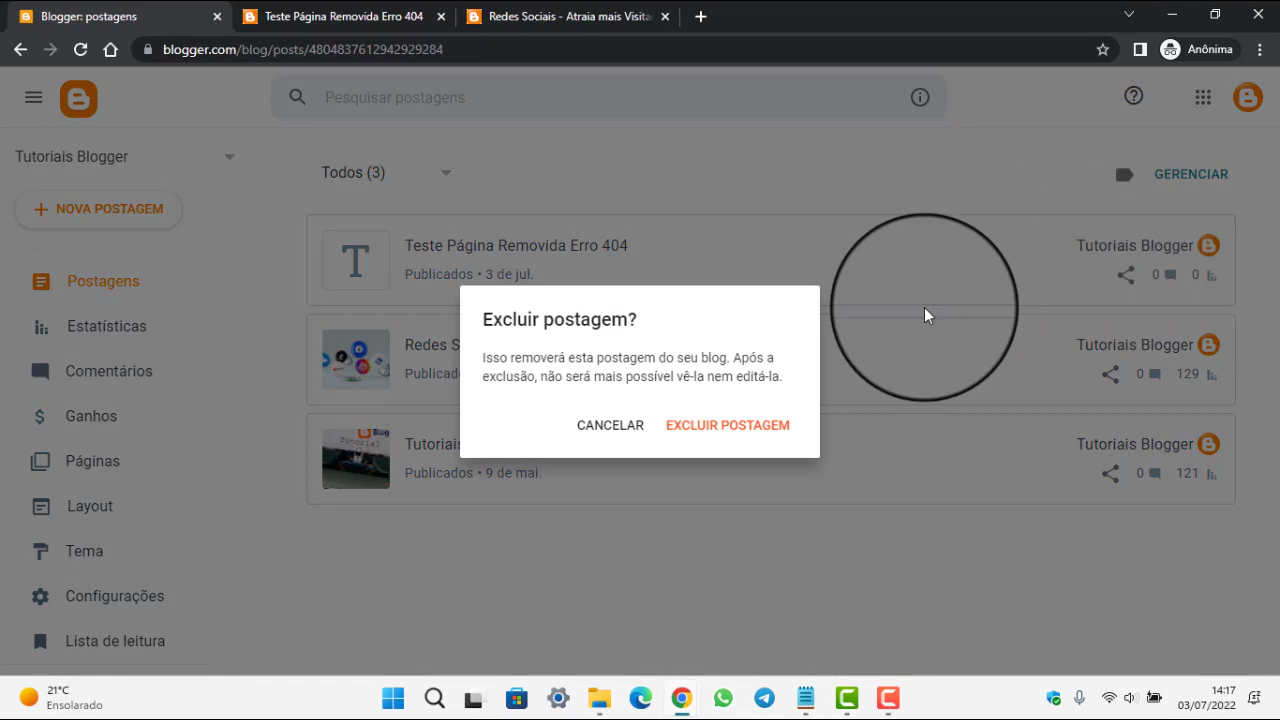 Blogger: postagens
Teste Página Removida Erro 404
Redes Sociais - Atraia mais Visita
blogger.com/blog/posts/4804837612942929284
Anônima
Pesquisar postagens
Tutoriais Blogger
Todos (3)
GERENCIAR
NOVA POSTAGEM
Postagens
Estatísticas
Comentários
Ganhos
Páginas
Layout
Tema
Configurações
Lista de leitura
T
Teste Página Removida Erro 404
Publicados • 3 de jul.
Tutoriais Blogger
0 0
Redes S
Publicad
Tutoriais Blogger
0 129
Tutoriais
Publicados • 9 de mai.
Tutoriais Blogger
0 121
Excluir postagem?
Isso removerá esta postagem do seu blog. Após a
exclusão, não será mais possível vê-la nem editá-la.
CANCELAR EXCLUIR POSTAGEM
21°C
Ensolarado
14:17
03/07/2022